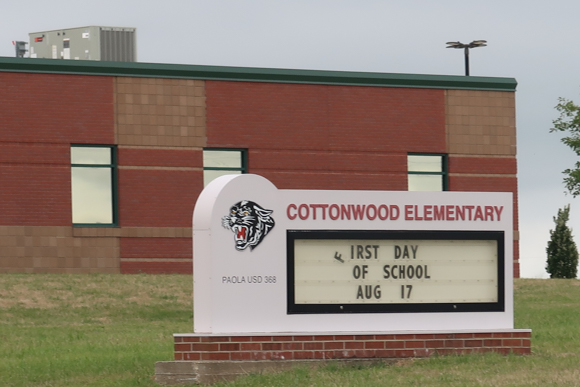 COTTONWOOD ELEMENTARY
PAOLA USD 368
FIRST DAY
OF SCHOOL
AUG 17